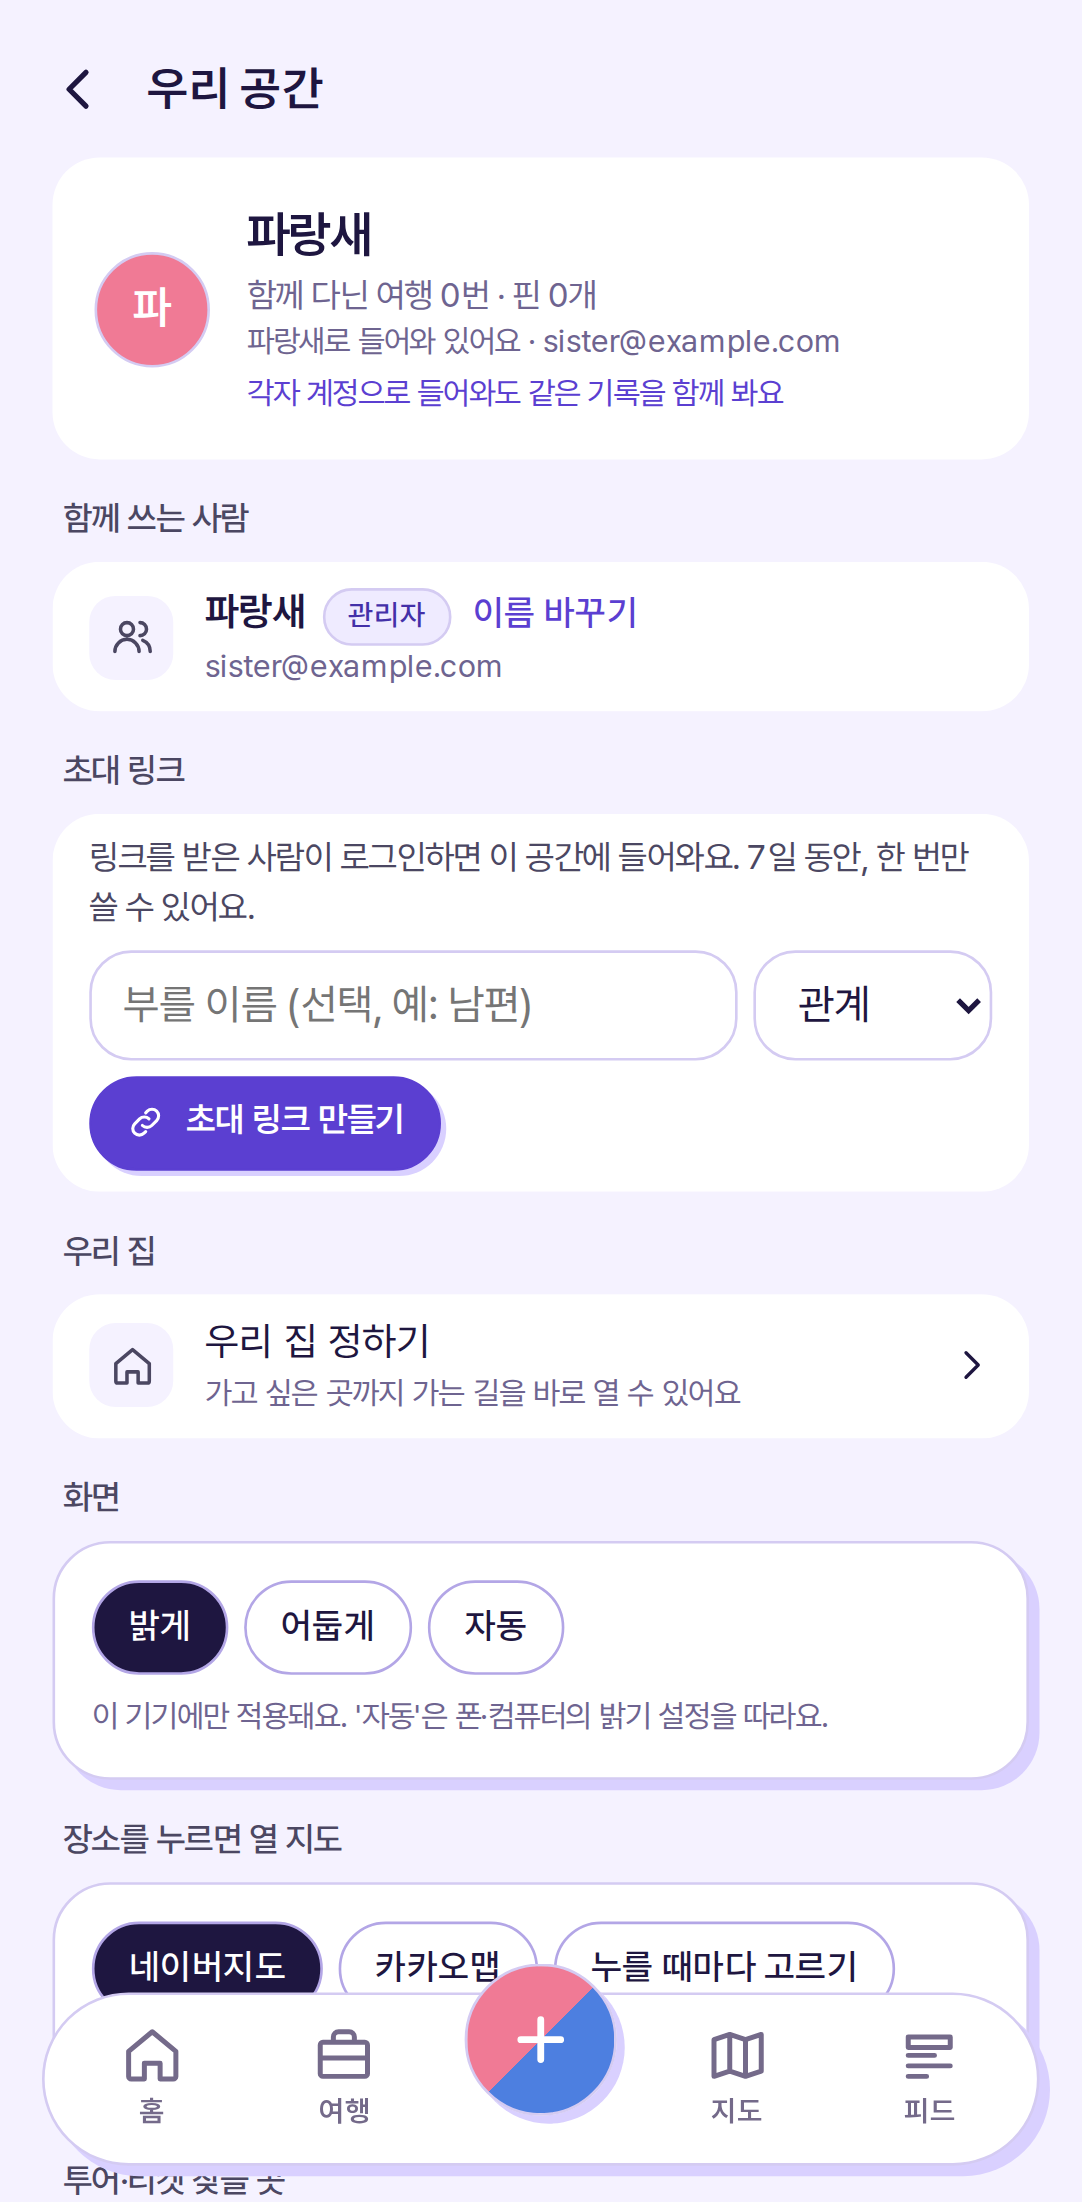 우리 공간
파랑새
파
함께 다닌 여행 0번 · 핀 0개
파랑새로 들어와 있어요 · sister@example.com
각자 계정으로 들어와도 같은 기록을 함께 봐요
함께 쓰는 사람
파랑새 관리자 이름 바꾸기
sister@example.com
초대 링크
링크를 받은 사람이 로그인하면 이 공간에 들어와요. 7일 동안, 한 번만
쓸 수 있어요.
부를 이름 (선택, 예: 남편) 관계
초대 링크 만들기
우리 집
우리 집 정하기
가고 싶은 곳까지 가는 길을 바로 열 수 있어요
화면
밝게 어둡게 자동
이 기기에만 적용돼요. '자동'은 폰·컴퓨터의 밝기 설정을 따라요.
장소를 누르면 열 지도
네이버지도 카카오맵 누를 때마다 고르기
홈 여행 지도 피드